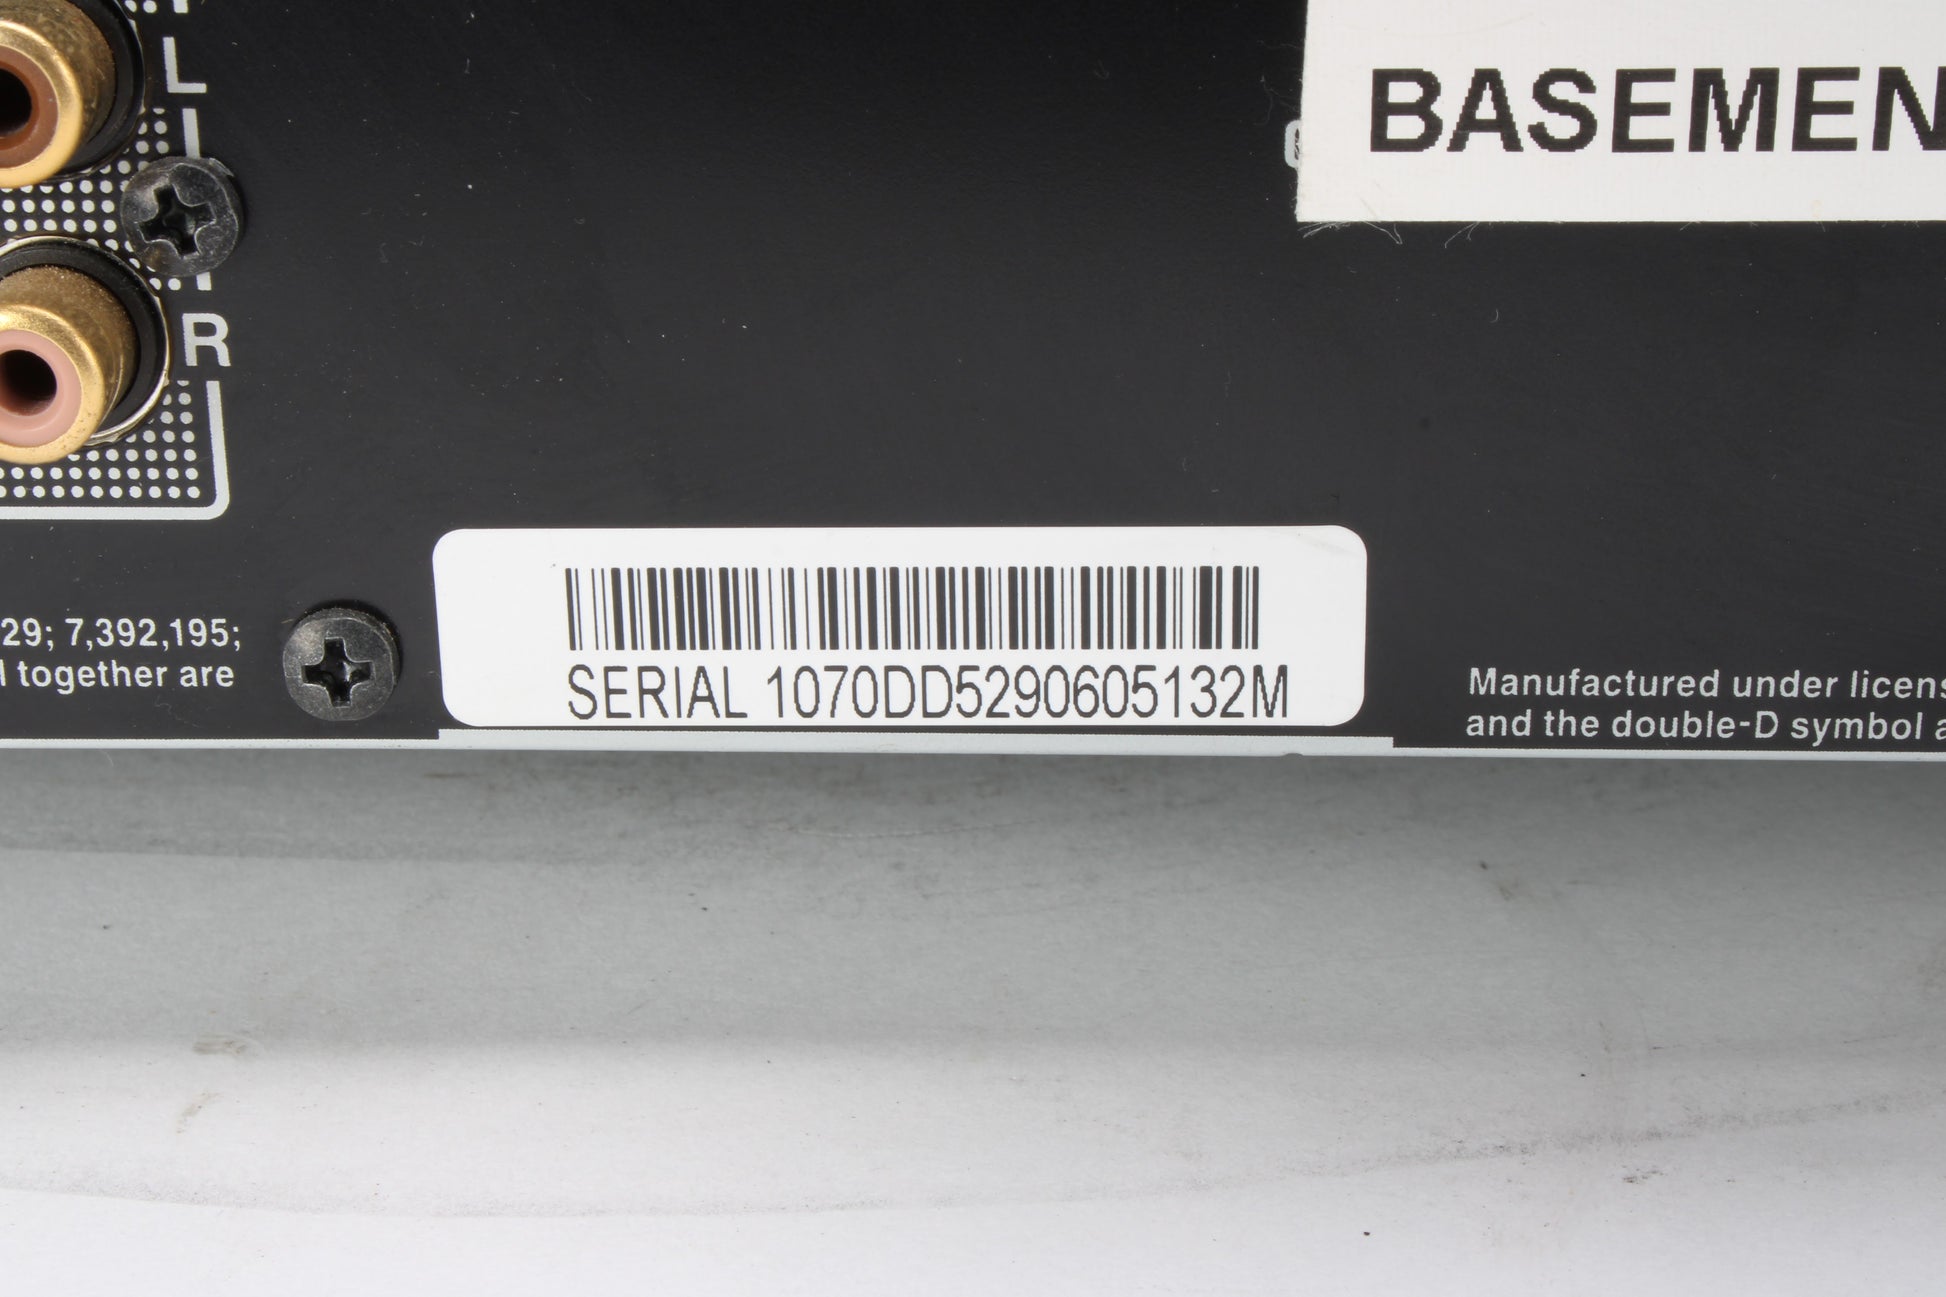 L
BASEMEN
R
29; 7,392,195;
l together are
SERIAL 1070DD5290605132M
Manufactured under licens
and the double-D symbol a